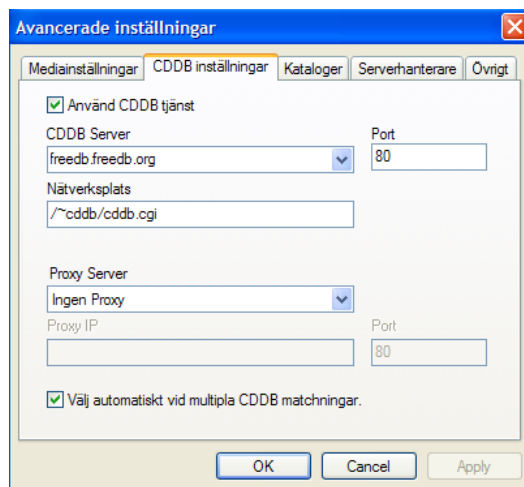 Avancerade inställningar
Mediainställningar CDDB inställningar Kataloger Serverhanterare Övrigt
Använd CDDB tjänst
CDDB Server Port
freedb.freedb.org 80
Nätverksplats
/~cddb/cddb.cgi
Proxy Server
Ingen Proxy
Proxy IP Port
80
Välj automatiskt vid multipla CDDB matchningar.
OK Cancel Apply